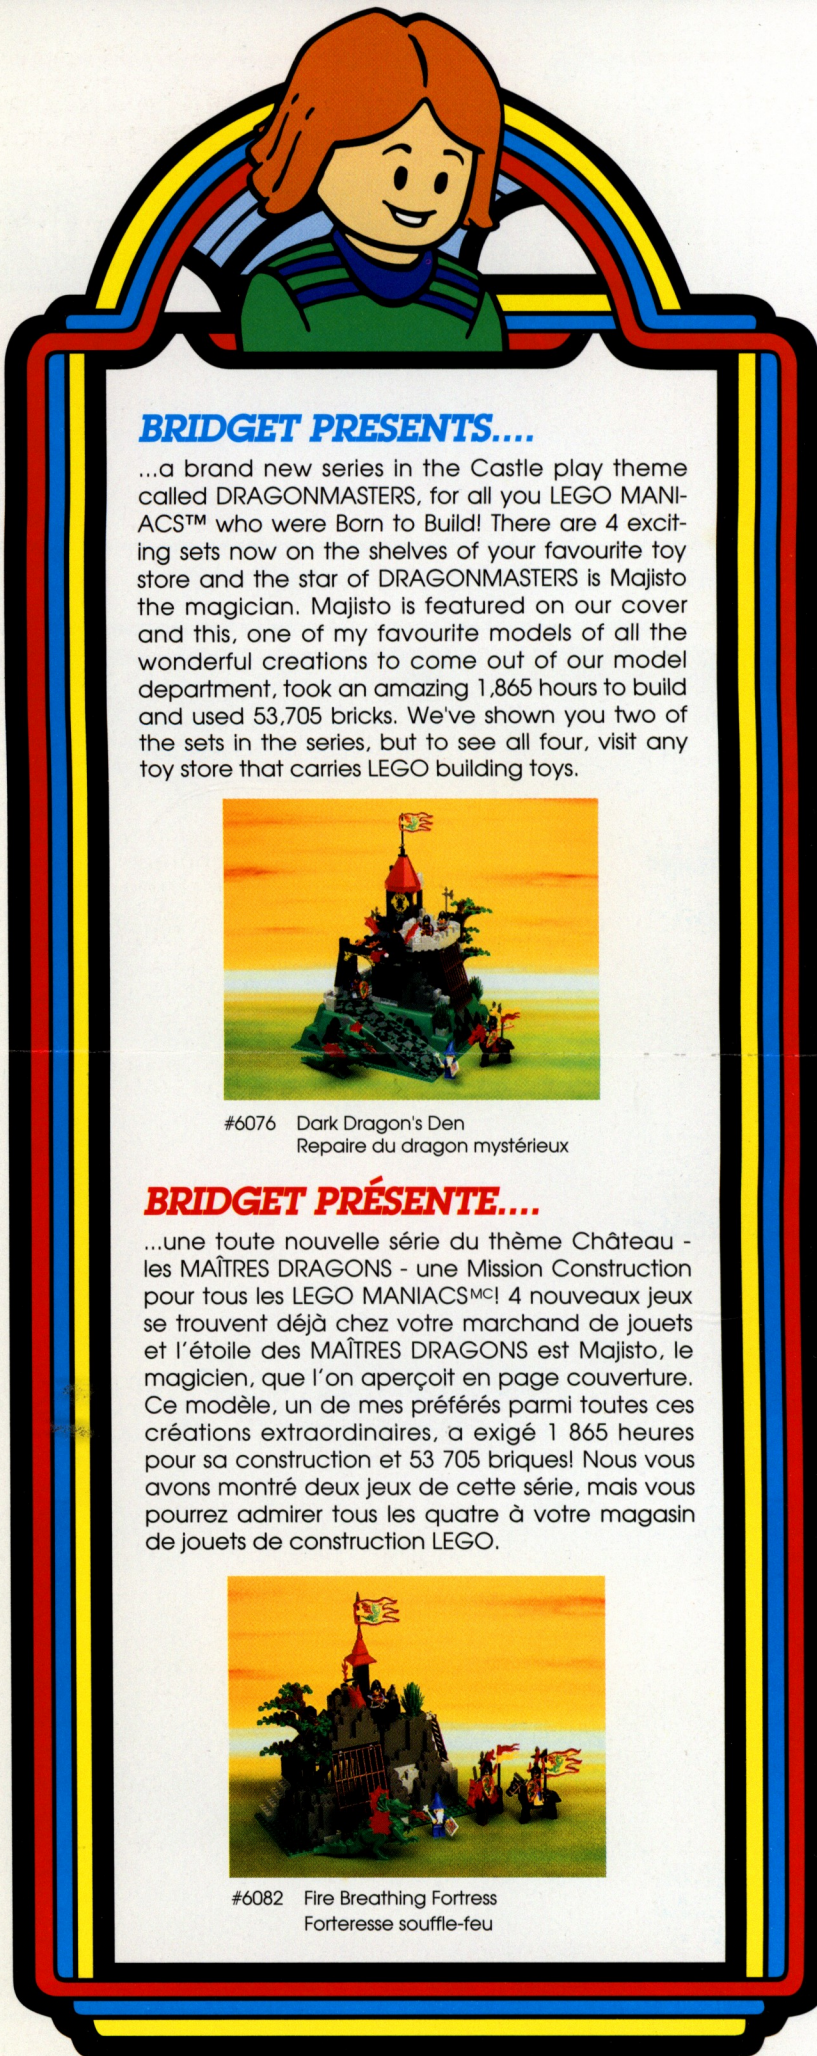 BRIDGET PRESENTS....
...a brand new series in the Castle play theme
called DRAGONMASTERS, for all you LEGO MANI-
ACS™ who were Born to Build! There are 4 excit-
ing sets now on the shelves of your favourite toy
store and the star of DRAGONMASTERS is Majisto
the magician. Majisto is featured on our cover
and this, one of my favourite models of all the
wonderful creations to come out of our model
department, took an amazing 1,865 hours to build
and used 53,705 bricks. We've shown you two of
the sets in the series, but to see all four, visit any
toy store that carries LEGO building toys.
#6076 Dark Dragon's Den
Repaire du dragon mystérieux
BRIDGET PRÉSENTE....
...une toute nouvelle série du thème Château -
les MAÎTRES DRAGONS - une Mission Construction
pour tous les LEGO MANIACS MC! 4 nouveaux jeux
se trouvent déjà chez votre marchand de jouets
et l'étoile des MAÎTRES DRAGONS est Majisto, le
magicien, que l'on aperçoit en page couverture.
Ce modèle, un de mes préférés parmi toutes ces
créations extraordinaires, a exigé 1 865 heures
pour sa construction et 53 705 briques! Nous vous
avons montré deux jeux de cette série, mais vous
pourrez admirer tous les quatre à votre magasin
de jouets de construction LEGO.
#6082 Fire Breathing Fortress
Forteresse souffle-feu